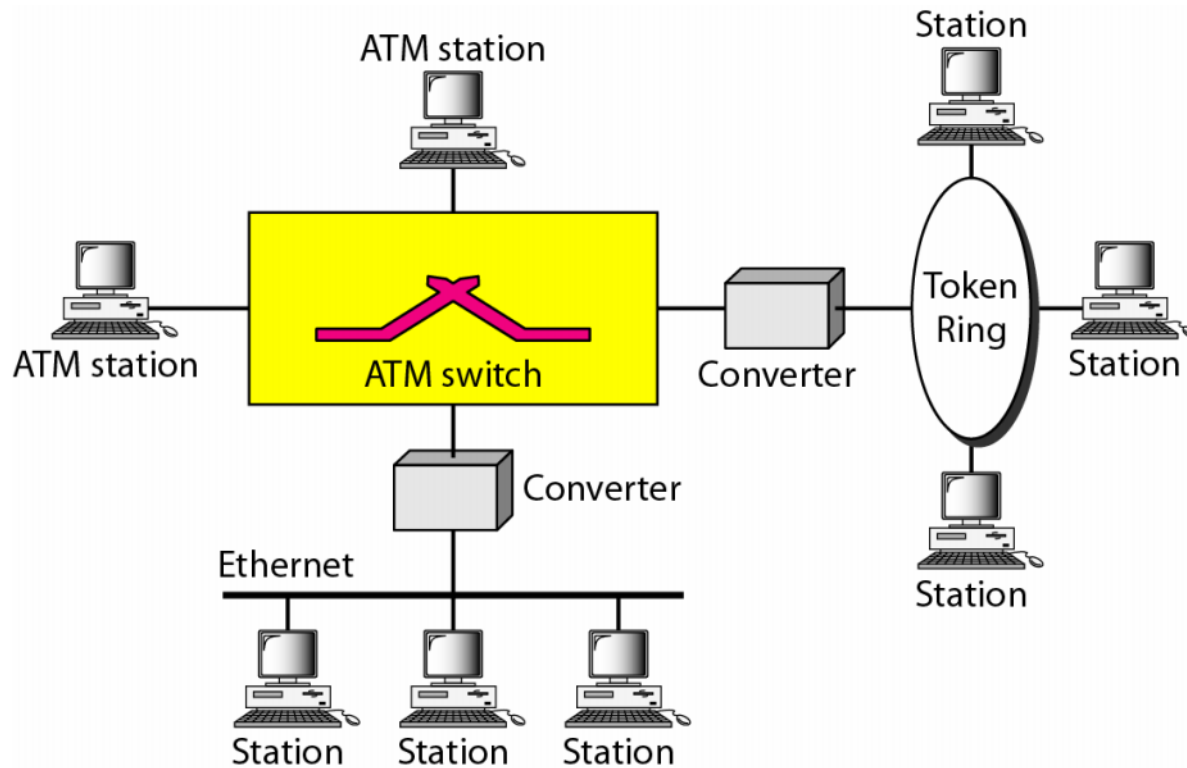 Station
ATM station
Token
Ring
ATM station
ATM switch
Converter
Station
Converter
Ethernet
Station
Station
Station
Station